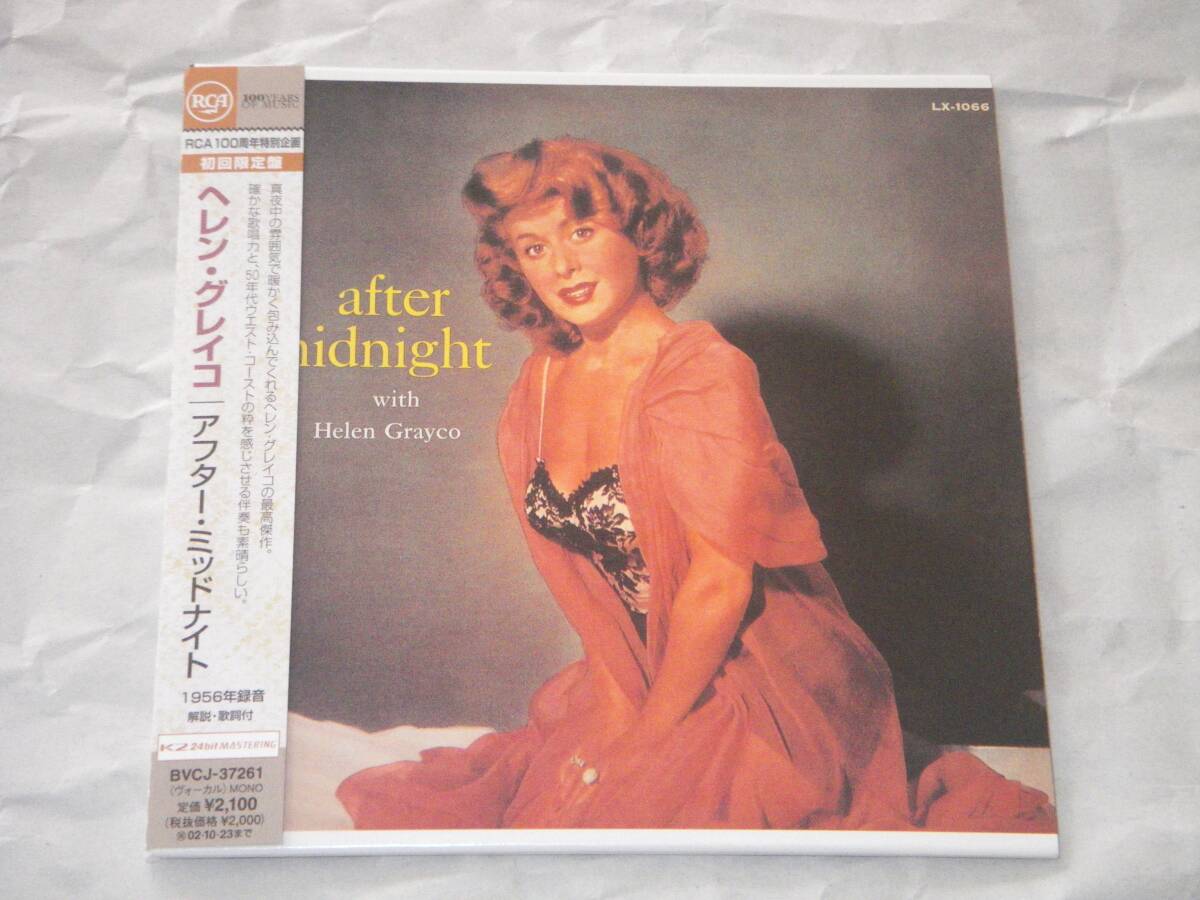 RCA
100 YEARS
OF MUSIC
RCA100周年特別企画
初回限定盤
ヘレン・グレイコ|アフター・ミッドナイト
真夜中の雰囲気で暖かく包み込んでくれるヘレン・グレイコの最高傑作。
確かな歌唱力と、50年代ウエスト・コーストの粋を感じさせる伴奏も素晴らしい。
1956年録音
解説・歌詞付
K2 24bit MASTERING
BVCJ-37261
(ヴォーカル) MONO
定価 ¥2,100
(税抜価格 ¥2,000)
02・10・23まで
LX-1066
after
midnight
with
Helen Grayco